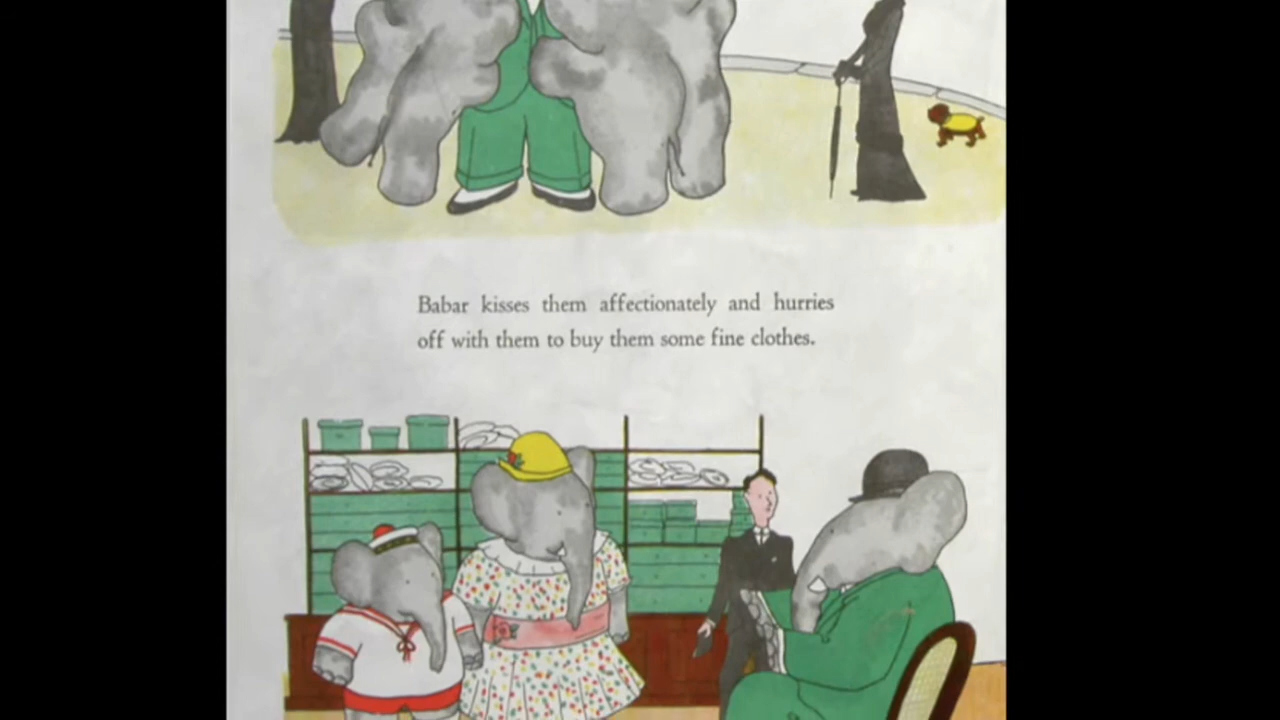 Babar kisses them affectionately and hurries
off with them to buy them some fine clothes.